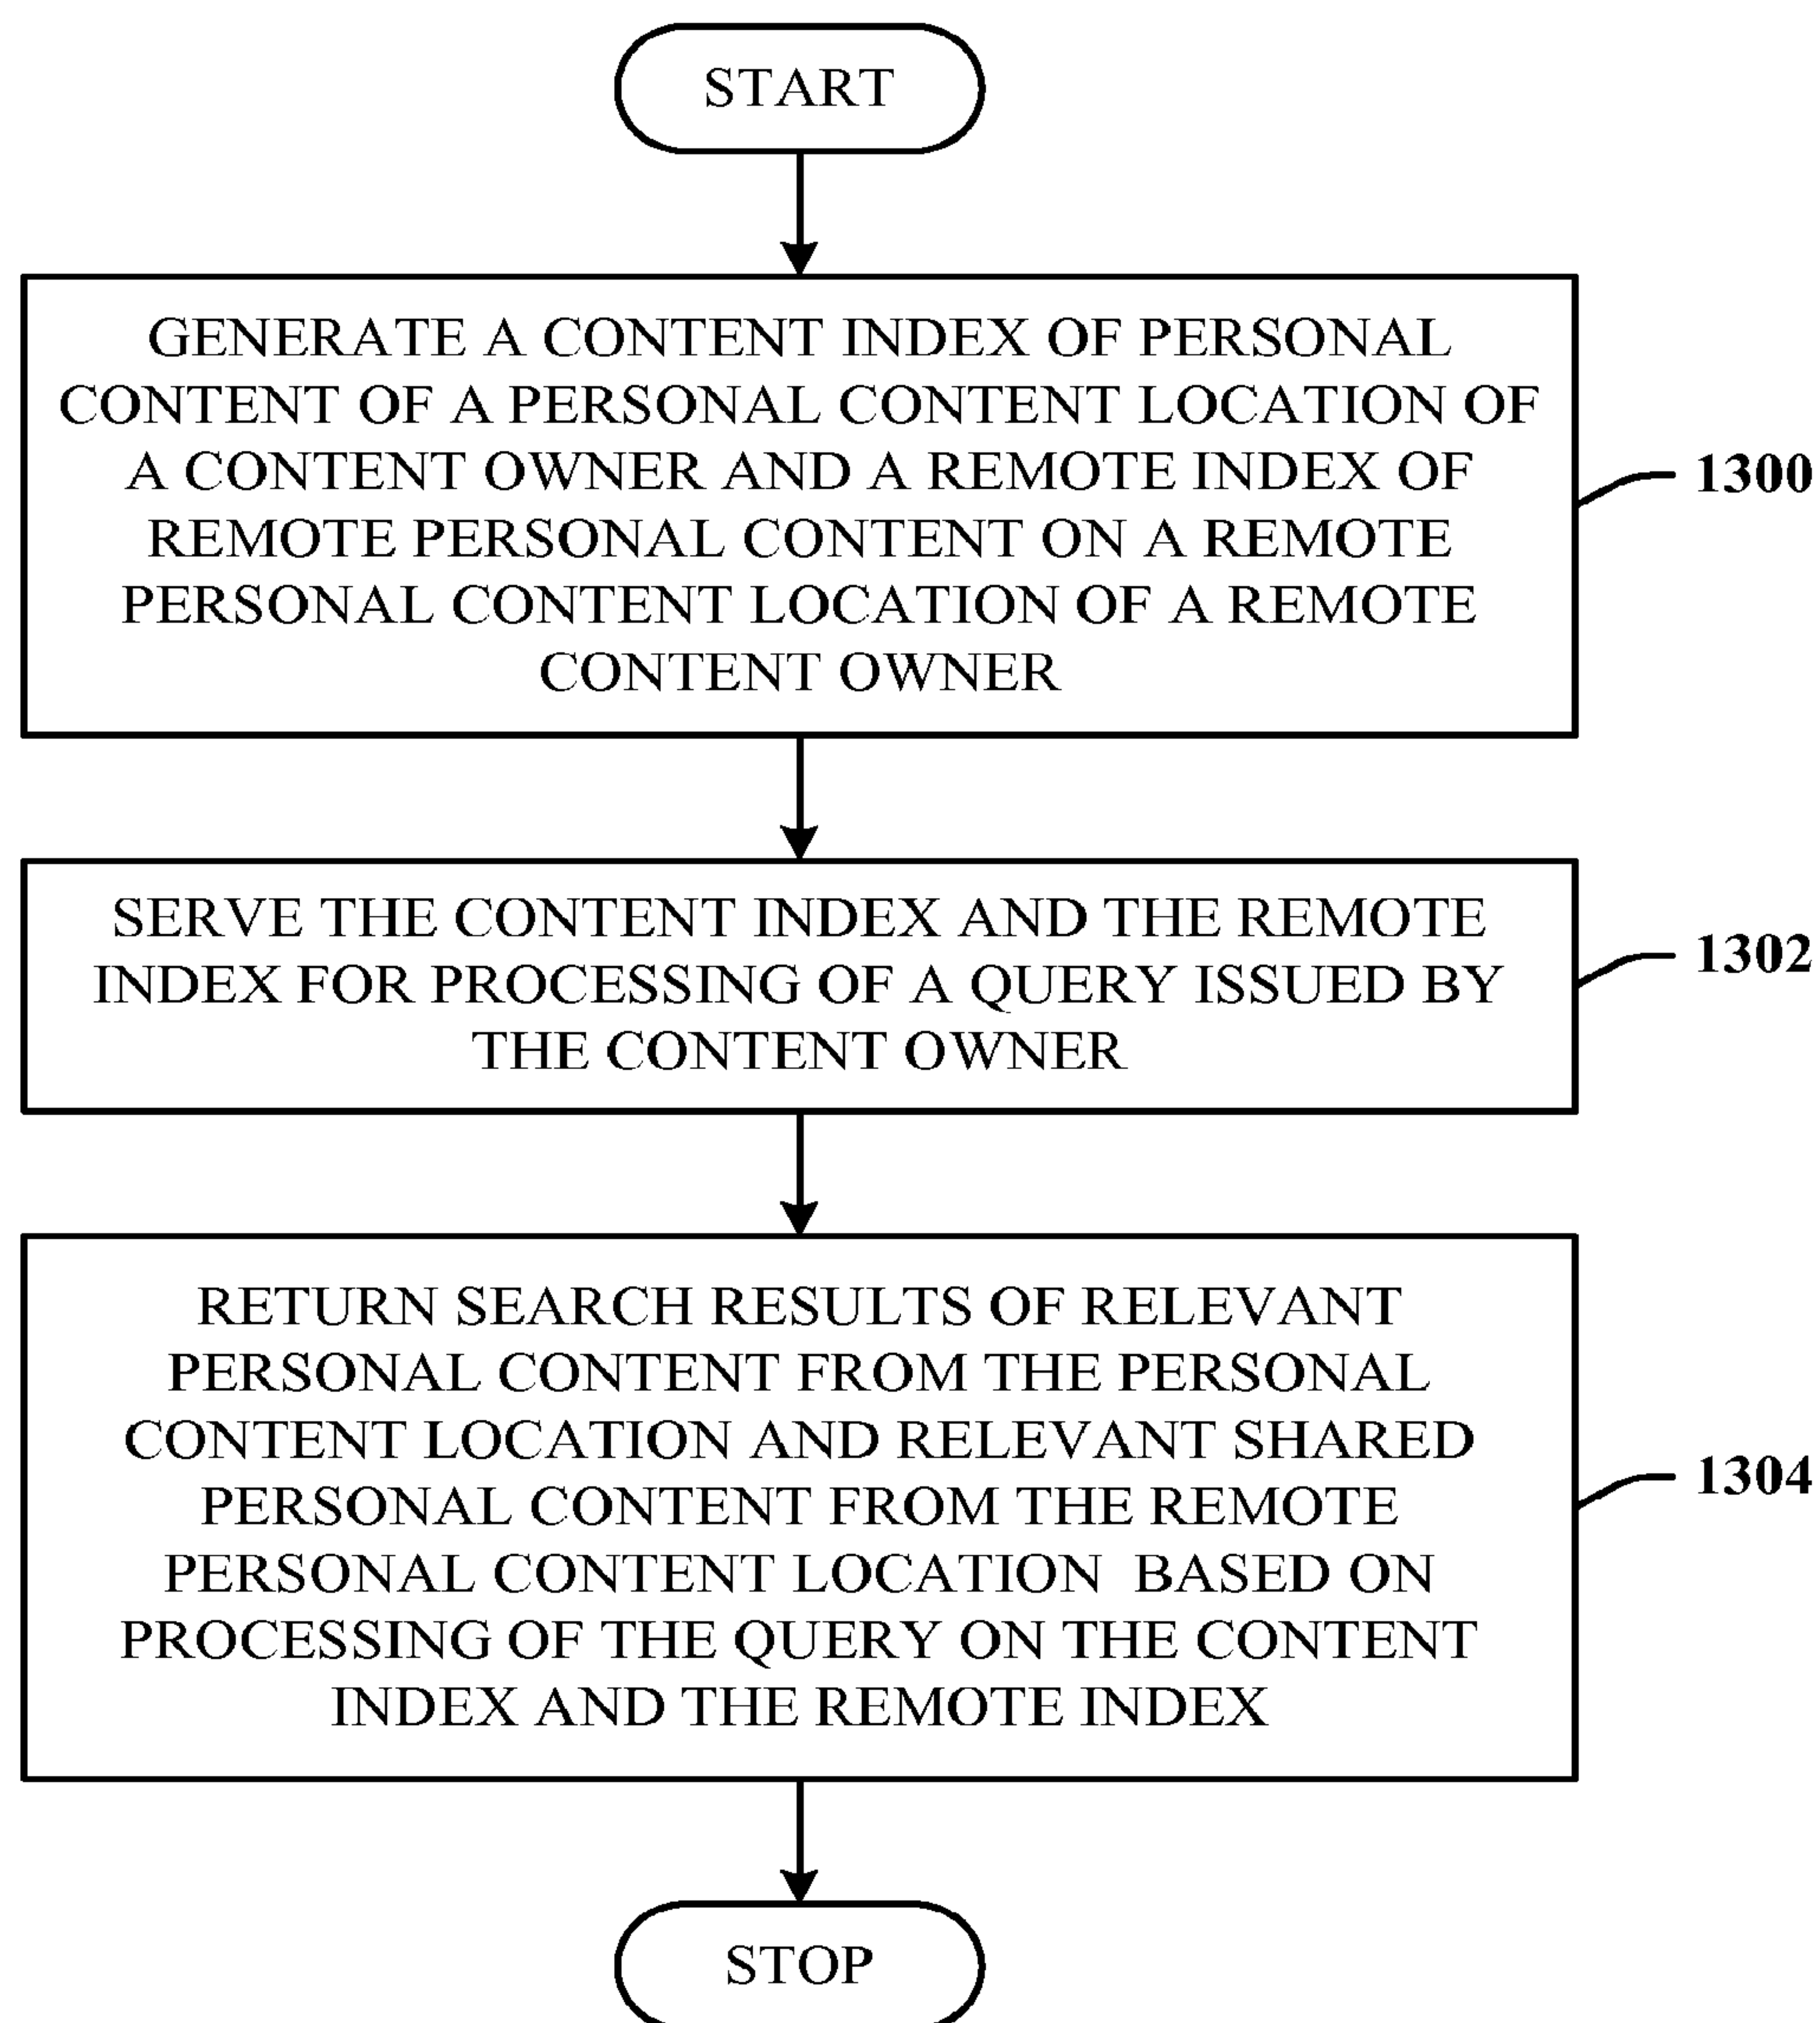 START
GENERATE A CONTENT INDEX OF PERSONAL
CONTENT OF A PERSONAL CONTENT LOCATION OF
A CONTENT OWNER AND A REMOTE INDEX OF
REMOTE PERSONAL CONTENT ON A REMOTE
PERSONAL CONTENT LOCATION OF A REMOTE
CONTENT OWNER
1300
SERVE THE CONTENT INDEX AND THE REMOTE
INDEX FOR PROCESSING OF A QUERY ISSUED BY
THE CONTENT OWNER
1302
RETURN SEARCH RESULTS OF RELEVANT
PERSONAL CONTENT FROM THE PERSONAL
CONTENT LOCATION AND RELEVANT SHARED
PERSONAL CONTENT FROM THE REMOTE
PERSONAL CONTENT LOCATION BASED ON
PROCESSING OF THE QUERY ON THE CONTENT
INDEX AND THE REMOTE INDEX
1304
STOP